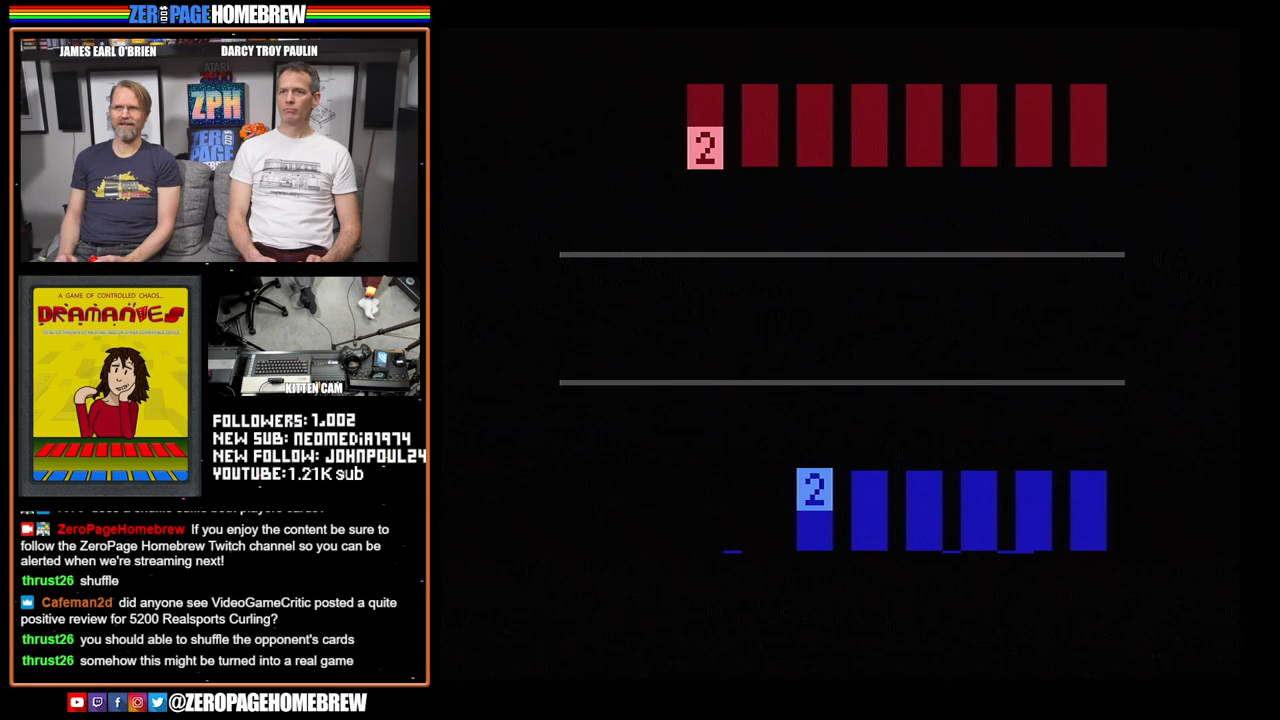 ZEROPAGE HOMEBREW
JAMES EARL O'BRIEN
DARCY TROY PAULIN
ATARI
ZPH
ZERO
PAGE
A GAME OF CONTROLLED CHAOS...
DRAMANTES
KITTEN CAM
FOLLOWERS: 1,002
NEW SUB: NEOMEDIA1974
NEW FOLLOW: JOHNPOUL24
YOUTUBE: 1.21K sub
ZeroPageHomebrew If you enjoy the content be sure to
follow the ZeroPage Homebrew Twitch channel so you can be
alerted when we're streaming next!
thrust26 shuffle
Cafeman2d did anyone see VideoGameCritic posted a quite
positive review for 5200 Realsports Curling?
thrust26 you should able to shuffle the opponent's cards
thrust26 somehow this might be turned into a real game
@ZEROPAGEHOMEBREW
2
2